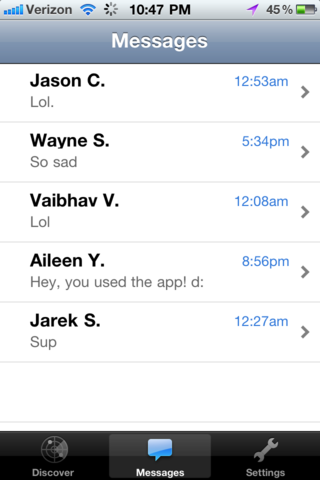 Verizon 10:47 PM 45%
Messages
Jason C. 12:53am
Lol.
Wayne S. 5:34pm
So sad
Vaibhav V. 12:08am
Lol
Aileen Y. 8:56pm
Hey, you used the app! d:
Jarek S. 12:27am
Sup
Discover Messages Settings